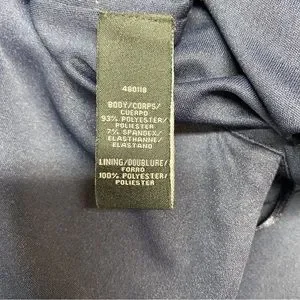 460118
BODY/CORPS/
CUERPO
93% POLYESTER/
POLIESTER
7% SPANDEX/
ELASTHANNE/
ELASTANO
LINING/DOUBLURE/
FORRO
100% POLYESTER/
POLIESTER